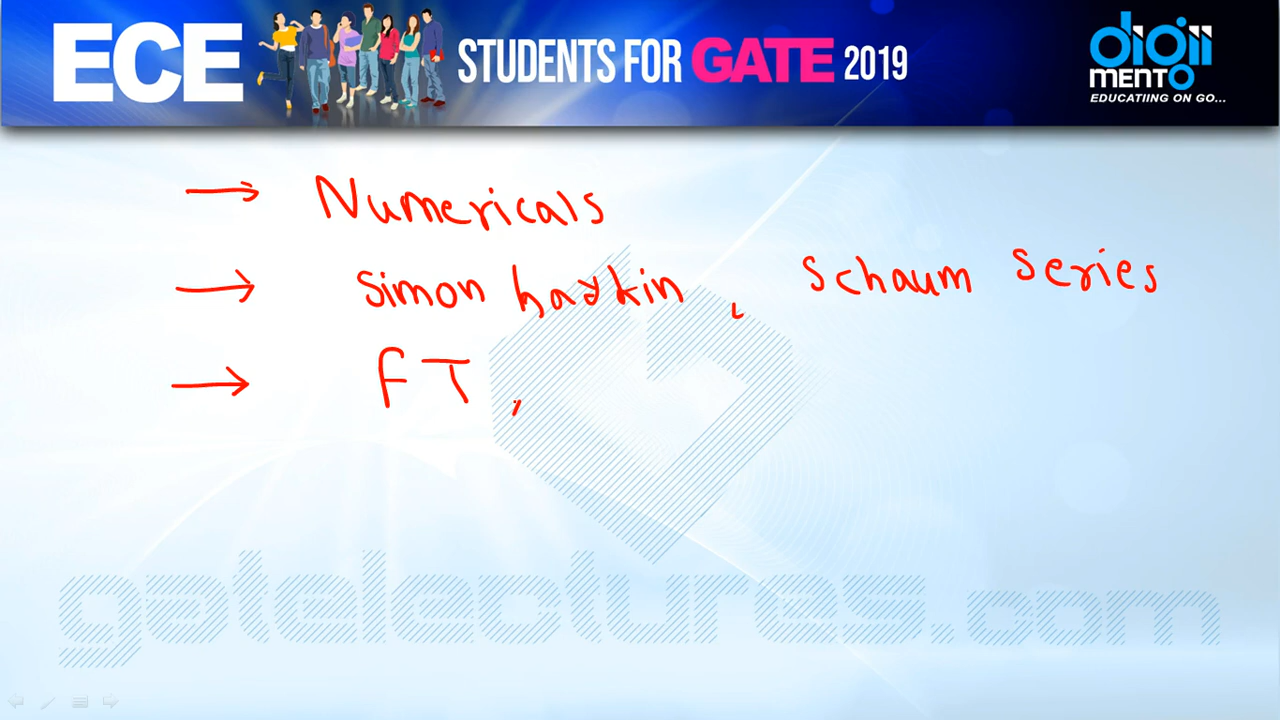 ECE STUDENTS FOR GATE 2019
digii
MENTO
EDUCATIING ON GO...
→ Numericals
→ Simon haykin, Schaum Series
→ FT,
gatelectures.com